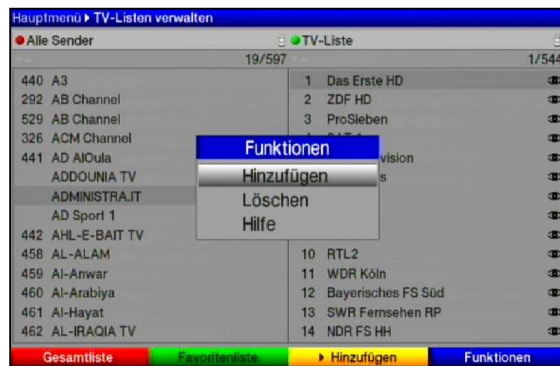 Hauptmenü ▸ TV-Listen verwalten
Alle Sender
TV-Liste
19/597
1/544
440 A3
292 AB Channel
529 AB Channel
326 ACM Channel
441 AD AlOula
ADDOUNIA TV
ADMINISTRA.IT
AD Sport 1
442 AHL-E-BAIT TV
458 AL-ALAM
459 Al-Anwar
460 Al-Arabiya
461 Al-Hayat
462 AL-IRAQIA TV
1 Das Erste HD
2 ZDF HD
3 ProSieben
vision
s
10 RTL2
11 WDR Köln
12 Bayerisches FS Süd
13 SWR Fernsehen RP
14 NDR FS HH
Funktionen
Hinzufügen
Löschen
Hilfe
Gesamtliste
Favoritenliste
▸ Hinzufügen
Funktionen